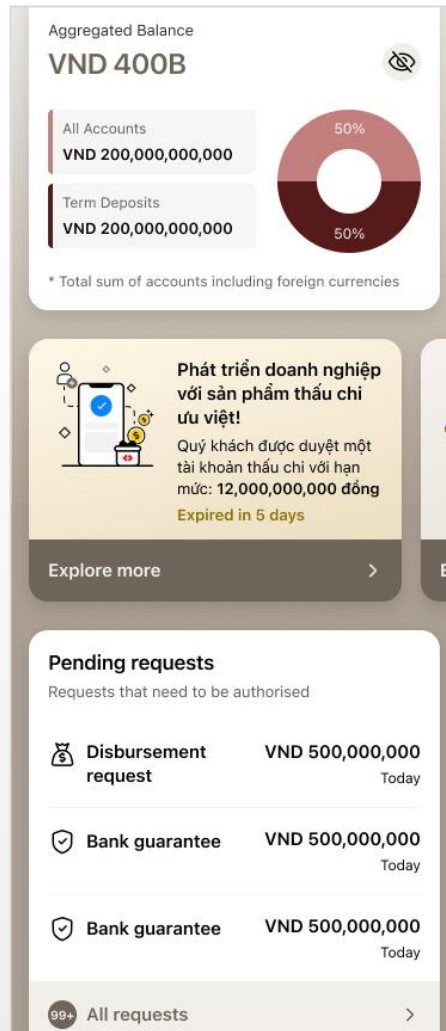 Aggregated Balance
VND 400B
All Accounts
VND 200,000,000,000
Term Deposits
VND 200,000,000,000
50%
50%
* Total sum of accounts including foreign currencies
Phát triển doanh nghiệp
với sản phẩm thấu chi
ưu việt!
Quý khách được duyệt một
tài khoản thấu chi với hạn
mức: 12,000,000,000 đồng
Expired in 5 days
Explore more
Pending requests
Requests that need to be authorised
Disbursement
request
VND 500,000,000
Today
Bank guarantee
VND 500,000,000
Today
Bank guarantee
VND 500,000,000
Today
99+ All requests